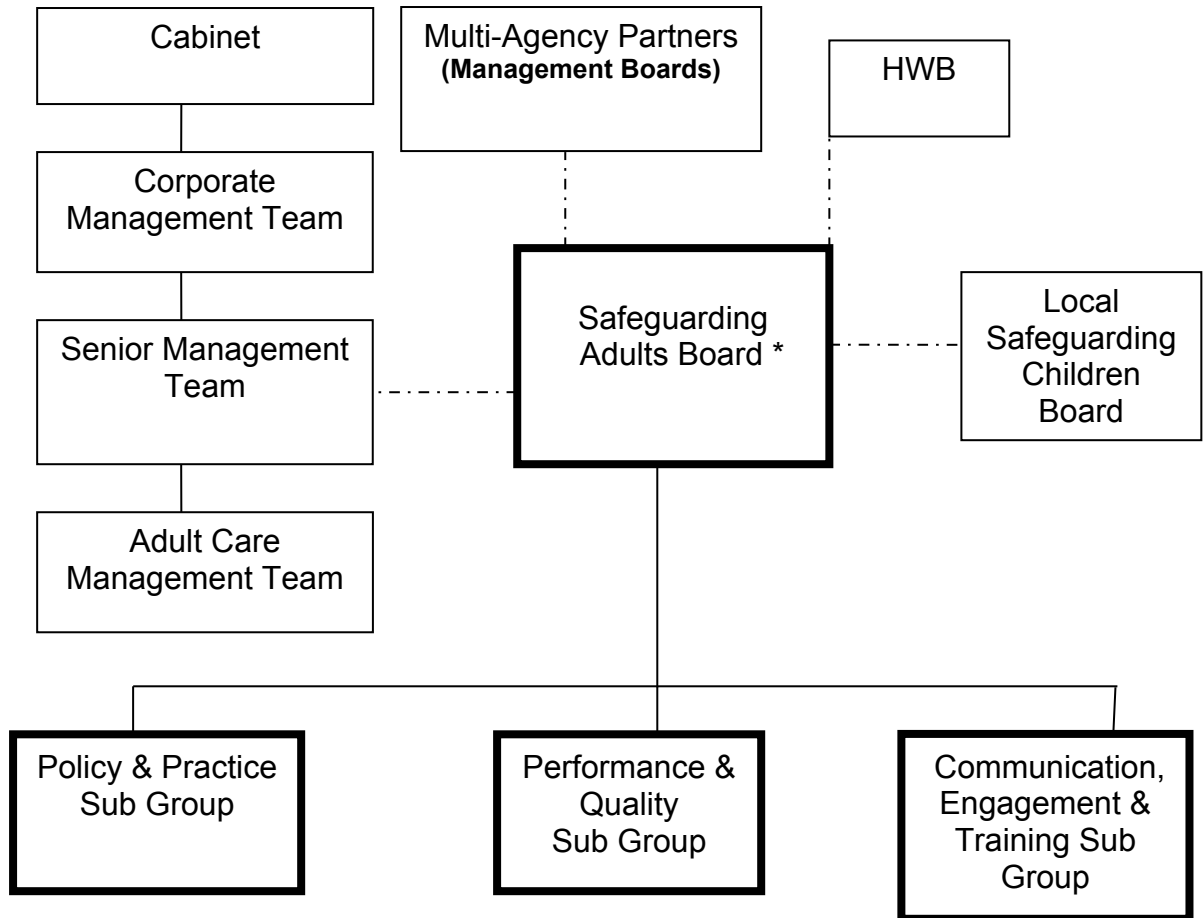 Cabinet
Multi-Agency Partners
(Management Boards)
HWB
Corporate
Management Team
Senior Management
Team
Safeguarding
Adults Board *
Local
Safeguarding
Children
Board
Adult Care
Management Team
Policy & Practice
Sub Group
Performance &
Quality
Sub Group
Communication,
Engagement &
Training Sub
Group